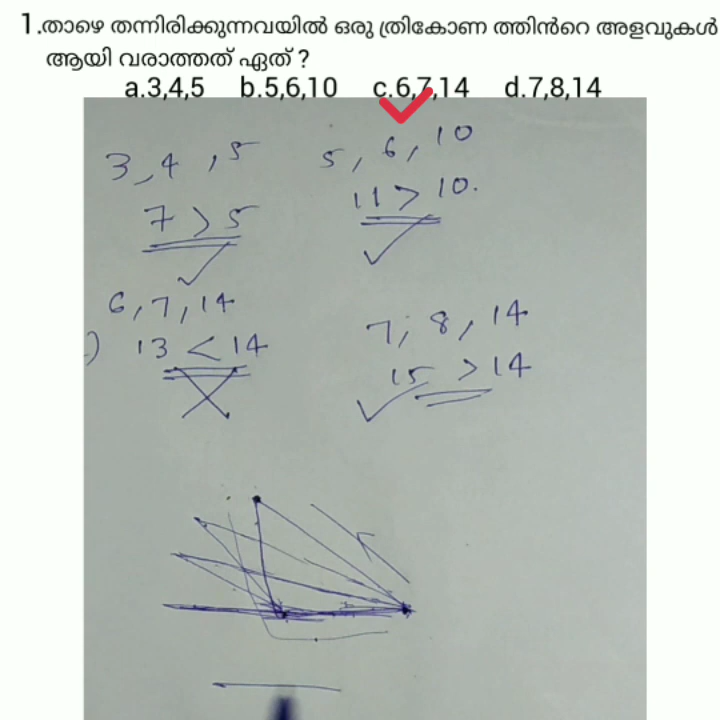 1.താഴെ തന്നിരിക്കുന്നവയിൽ ഒരു ത്രികോണ ത്തിൻറെ അളവുകൾ
ആയി വരാത്തത് ഏത് ?
a.3,4,5 b.5,6,10 c.6,7,14 d.7,8,14
3, 4, 5
7 > 5
5, 6, 10
11 > 10.
6, 7, 14
13 < 14
7, 8, 14
15 > 14